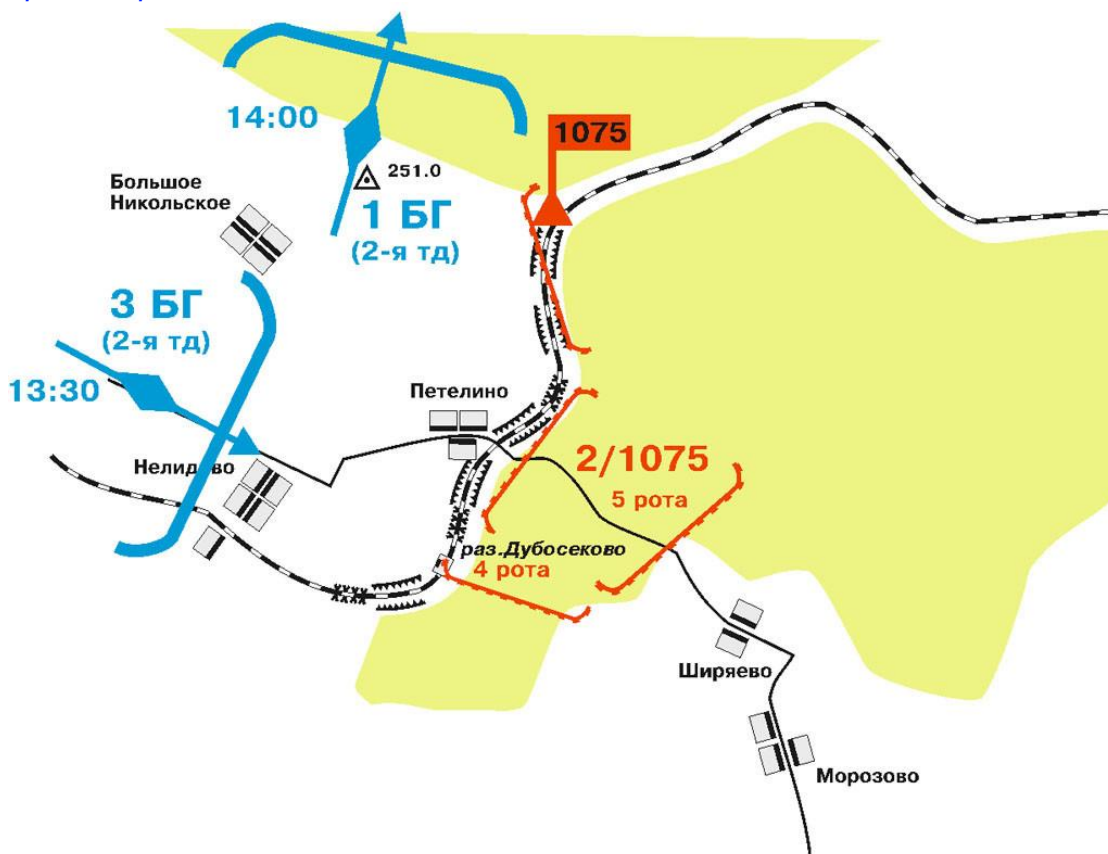 14:00
1075
251.0
Большое
Никольское
1 БГ
(2-я тд)
3 БГ
(2-я тд)
13:30
Петелино
Нелидово
2/1075
5 рота
раз.Дубосеково
4 рота
Ширяево
Морозово